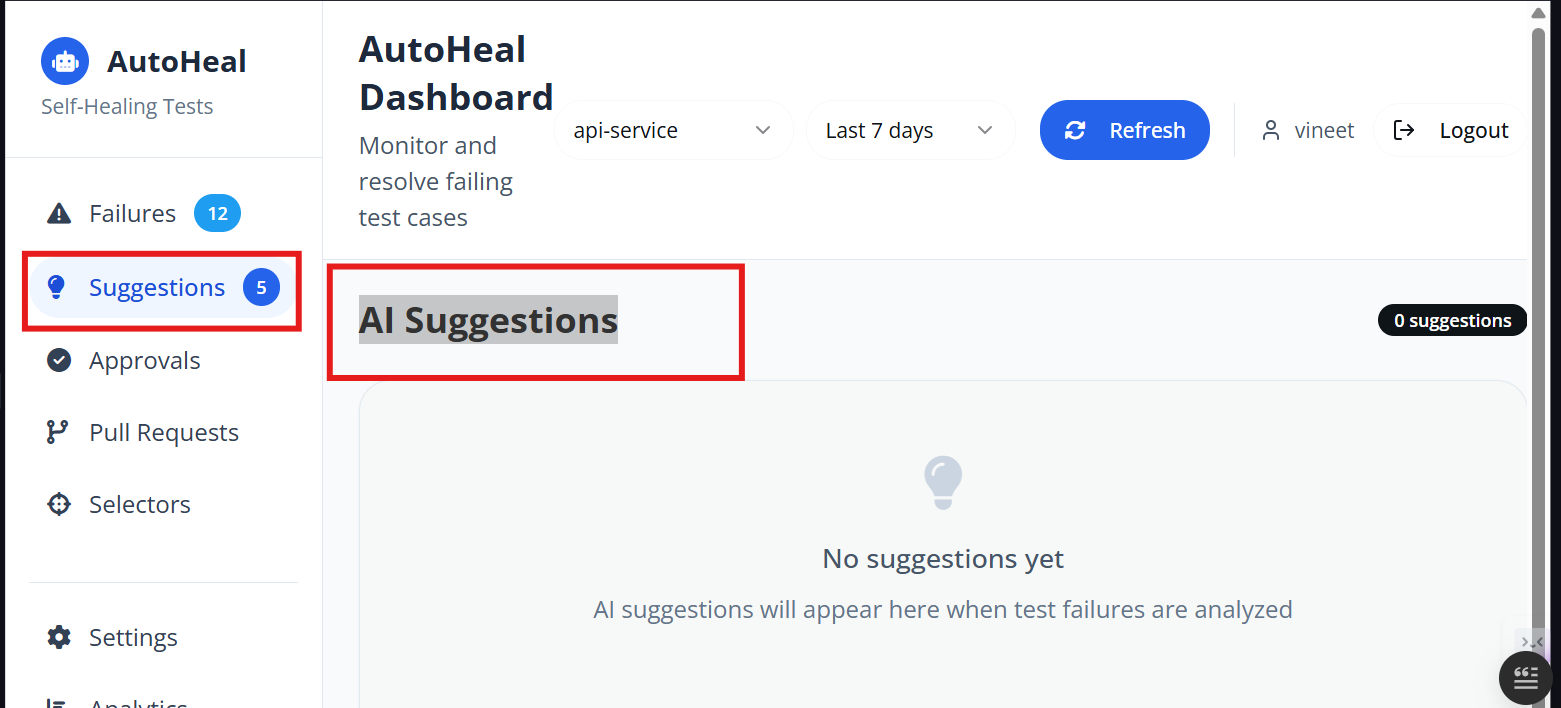 AutoHeal
Self-Healing Tests
Failures 12
Suggestions 5
Approvals
Pull Requests
Selectors
Settings
Analytics
AutoHeal
Dashboard
Monitor and
resolve failing
test cases
api-service
Last 7 days
Refresh
vineet
Logout
AI Suggestions
0 suggestions
No suggestions yet
AI suggestions will appear here when test failures are analyzed